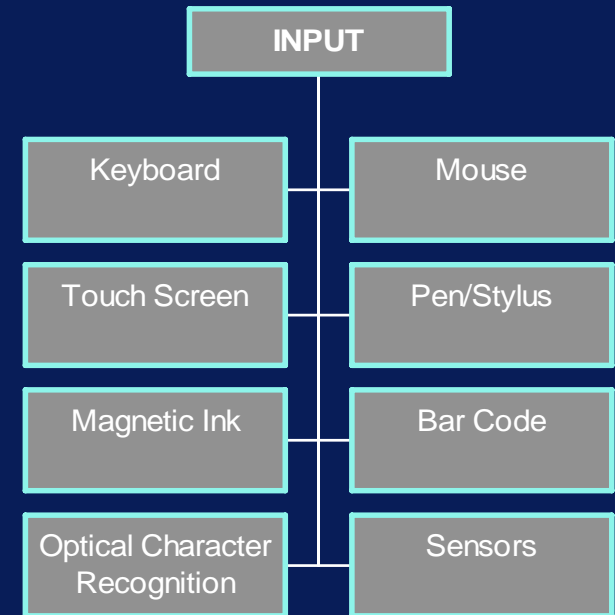 INPUT
Keyboard
Mouse
Touch Screen
Pen/Stylus
Magnetic Ink
Bar Code
Optical Character
Recognition
Sensors